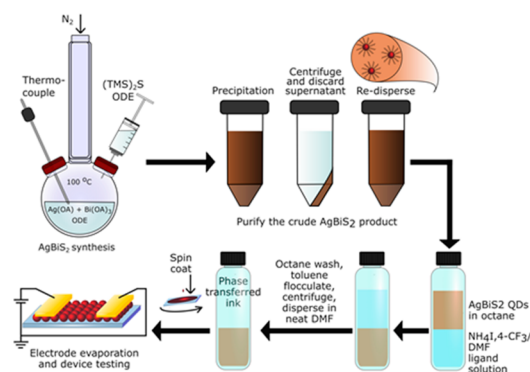 N₂
Thermo-
couple
(TMS)₂S
ODE
100 ⁰C
Ag(OA) + Bi(OA)₃
ODE
AgBiS₂ synthesis
Precipitation
Centrifuge
and discard
supernatant
Re-disperse
Purify the crude AgBiS₂ product
AgBiS2 QDs
in octane
NH4I,4-CF3/
DMF
ligand
solution
Octane wash,
toluene
flocculate,
centrifuge,
disperse in
neat DMF
Phase
transferred
ink
Spin
coat
Electrode evaporation
and device testing